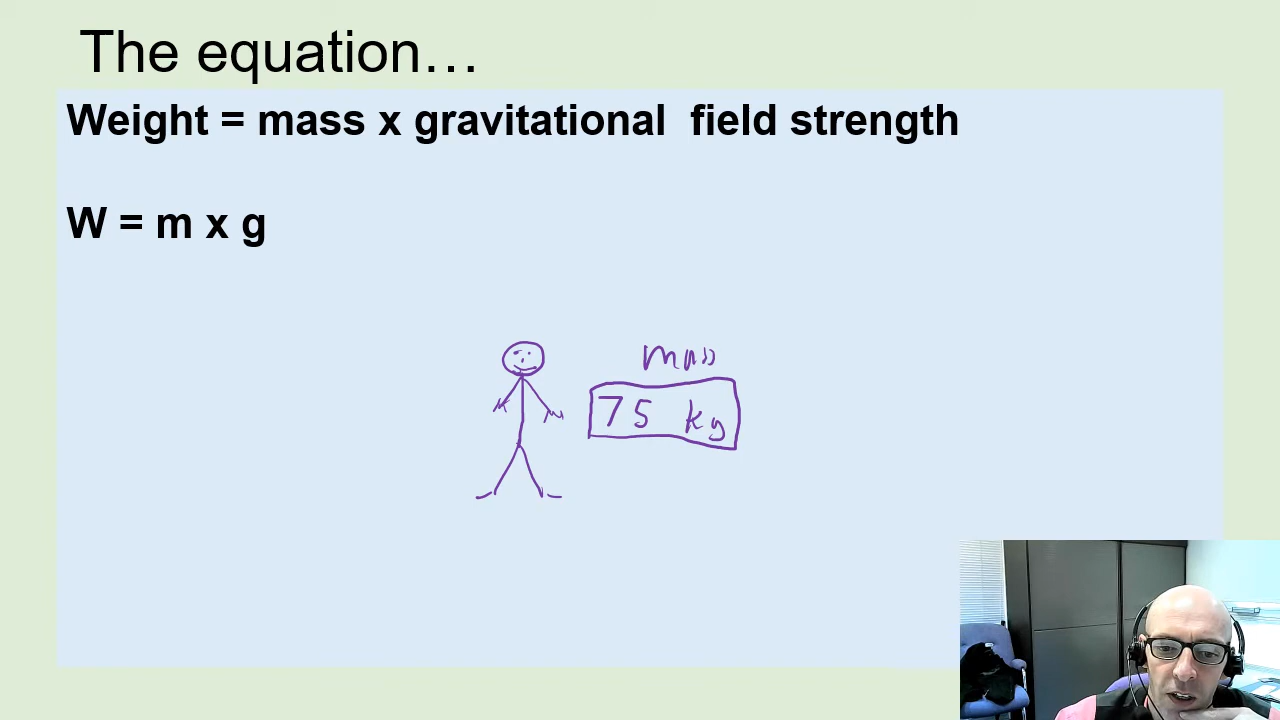 The equation…
Weight = mass x gravitational field strength
W = m x g
mass
75 kg